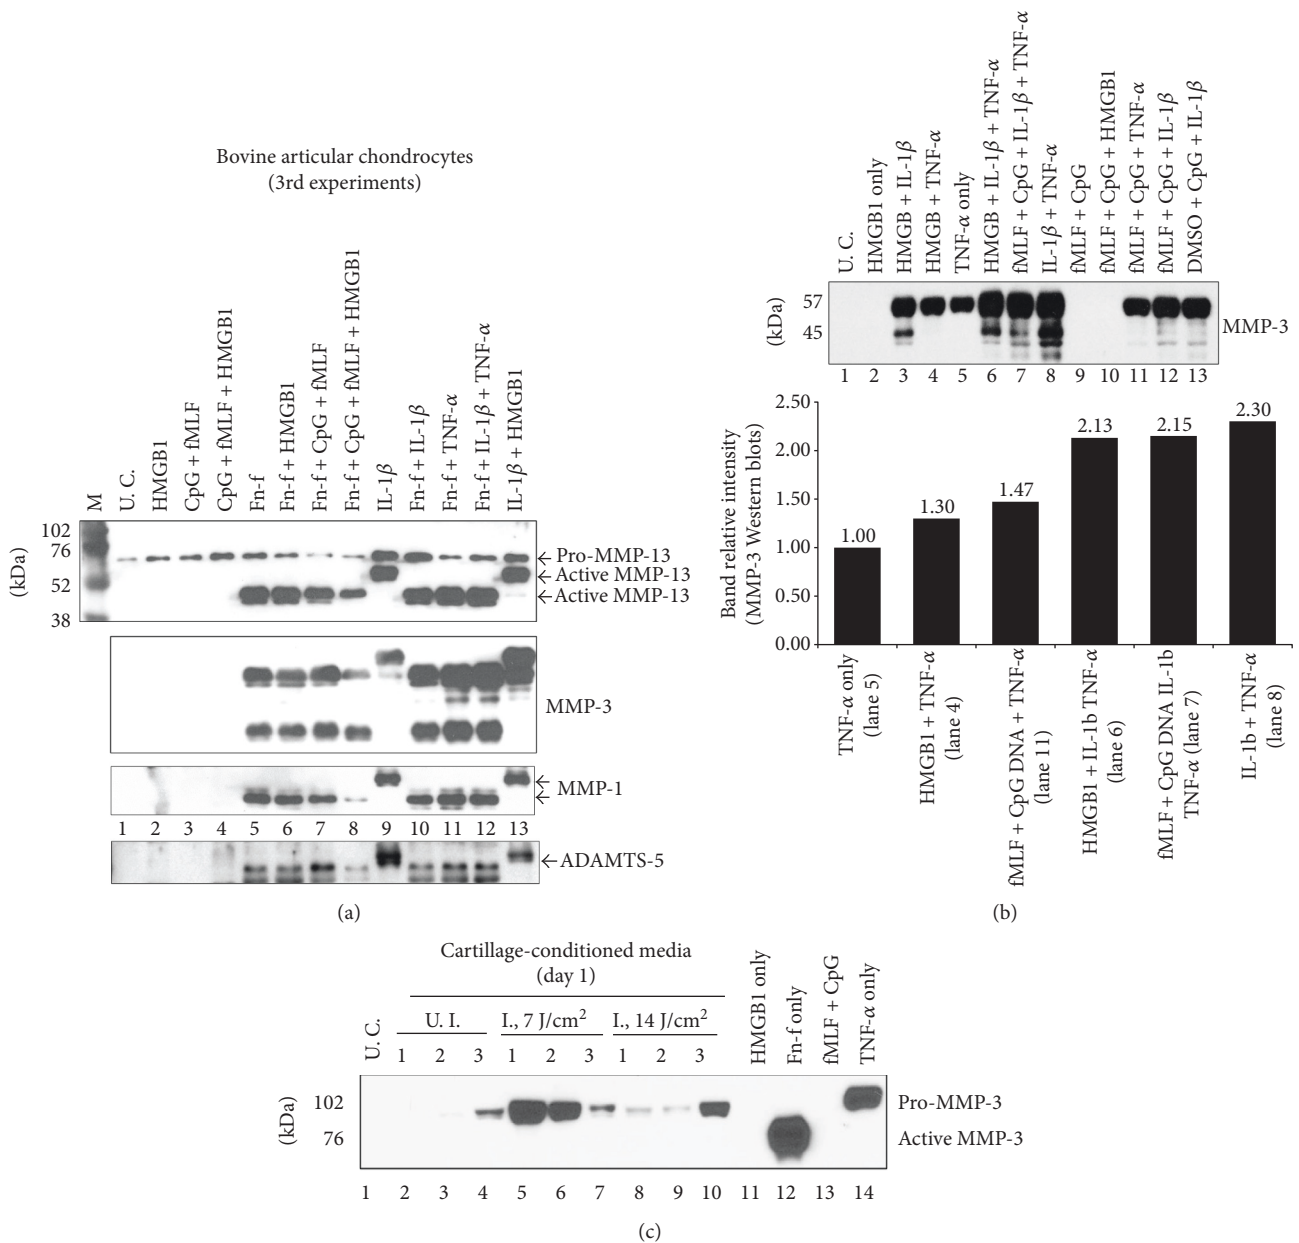 Bovine articular chondrocytes
(3rd experiments)
M
U. C.
HMGB1
CpG + fMLF
CpG + fMLF + HMGB1
Fn-f
Fn-f + HMGB1
Fn-f + CpG + fMLF
Fn-f + CpG + fMLF + HMGB1
IL-1β
Fn-f + IL-1β
Fn-f + TNF-α
Fn-f + IL-1β + TNF-α
IL-1β + HMGB1
(kDa)
102
76
52
38
Pro-MMP-13
Active MMP-13
Active MMP-13
MMP-3
MMP-1
1 2 3 4 5 6 7 8 9 10 11 12 13
ADAMTS-5
(a)
U. C.
HMGB1 only
HMGB + IL-1β
HMGB + TNF-α
TNF-α only
HMGB + IL-1β + TNF-α
fMLF + CpG + IL-1β + TNF-α
IL-1β + TNF-α
fMLF + CpG
fMLF + CpG + HMGB1
fMLF + CpG + TNF-α
fMLF + CpG + IL-1β
DMSO + CpG + IL-1β
(kDa)
57
45
MMP-3
1 2 3 4 5 6 7 8 9 10 11 12 13
Band relative intensity
(MMP-3 Western blots)
2.50
2.00
1.50
1.00
0.50
0.00
1.00
1.30
1.47
2.13
2.15
2.30
TNF-α only
(lane 5)
HMGB1 + TNF-α
(lane 4)
fMLF + CpG DNA + TNF-α
(lane 11)
HMGB1 + IL-1b TNF-α
(lane 6)
fMLF + CpG DNA IL-1b
TNF-α (lane 7)
IL-1b + TNF-α
(lane 8)
(b)
Cartillage-conditioned media
(day 1)
U. C.
U. I.
I., 7 J/cm²
I., 14 J/cm²
1 2 3 1 2 3 1 2 3
HMGB1 only
Fn-f only
fMLF + CpG
TNF-α only
(kDa)
102
76
Pro-MMP-3
Active MMP-3
1 2 3 4 5 6 7 8 9 10 11 12 13 14
(c)